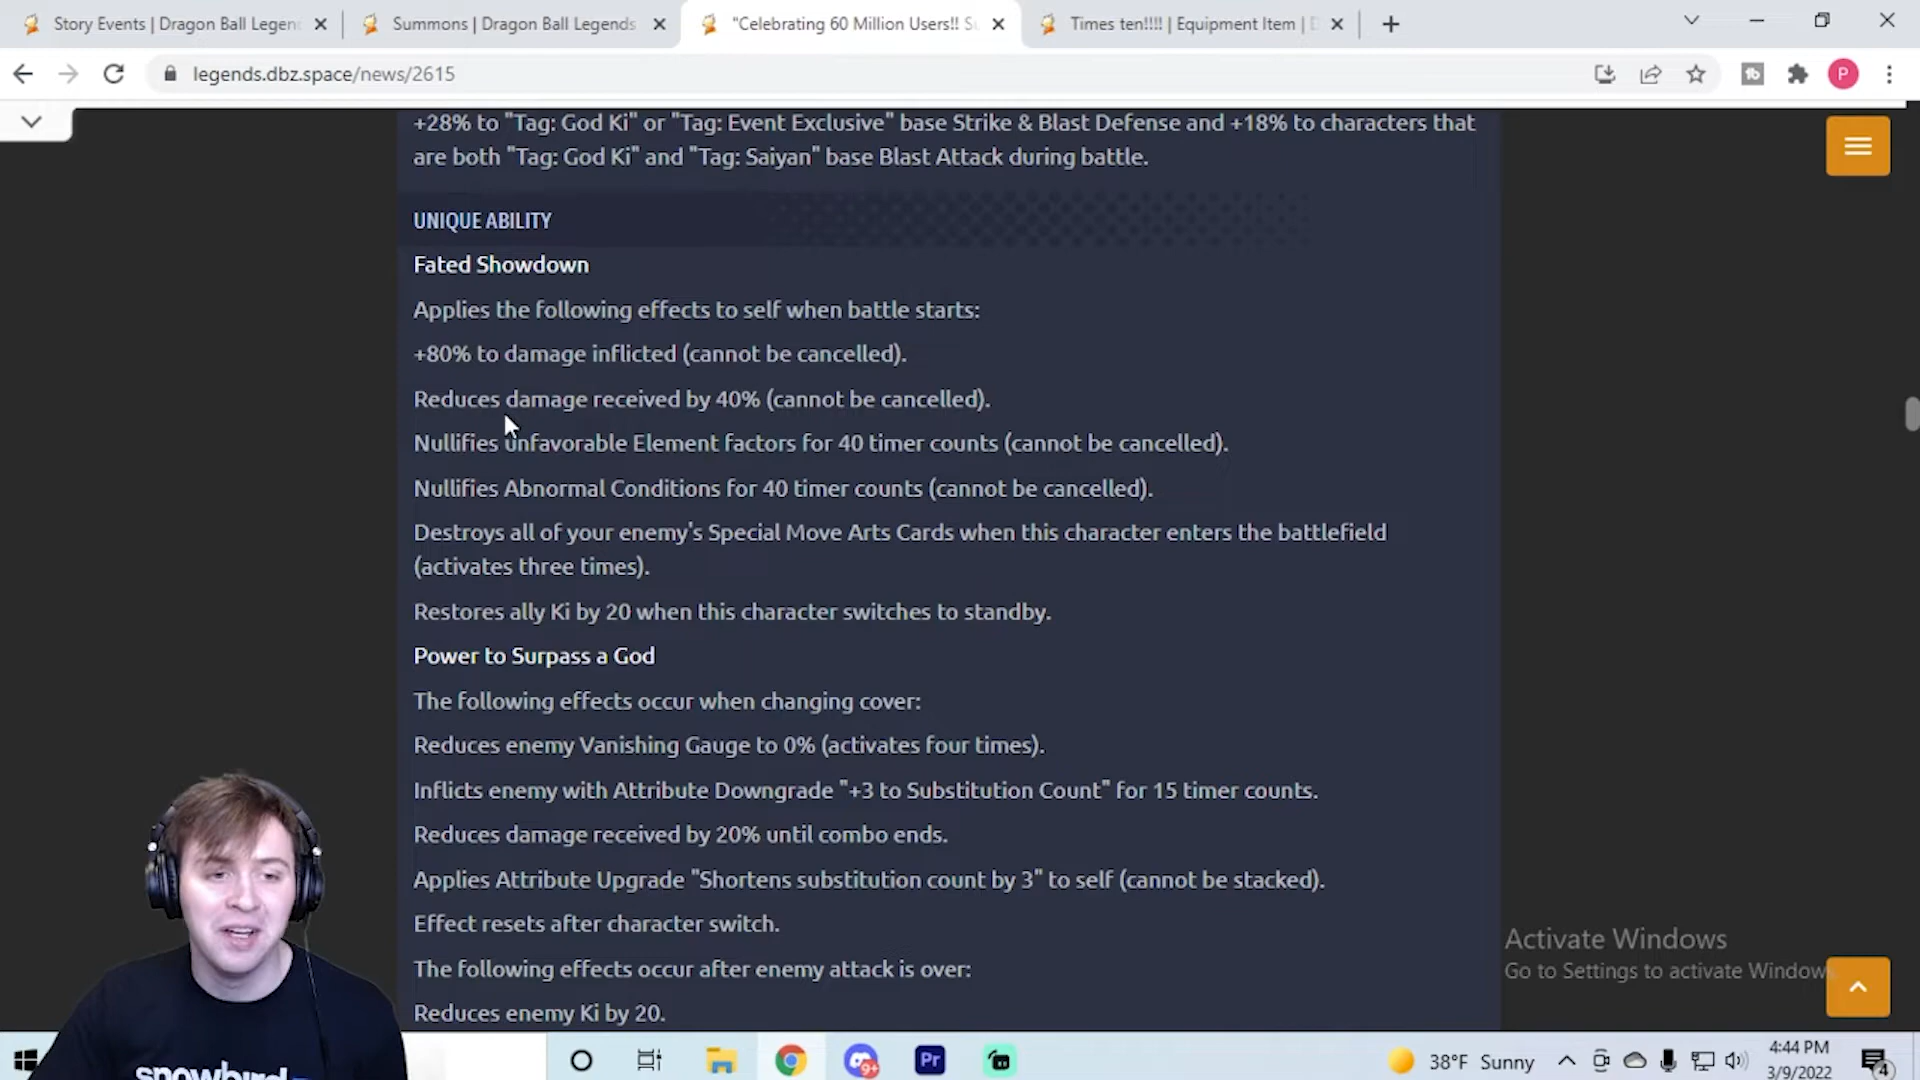 Story Events | Dragon Ball Legen
Summons | Dragon Ball Legends
"Celebrating 60 Million Users!! Su
Times ten!!!! | Equipment Item | D
legends.dbz.space/news/2615
P
+28% to "Tag: God Ki" or "Tag: Event Exclusive" base Strike & Blast Defense and +18% to characters that
are both "Tag: God Ki" and "Tag: Saiyan" base Blast Attack during battle.
UNIQUE ABILITY
Fated Showdown
Applies the following effects to self when battle starts:
+80% to damage inflicted (cannot be cancelled).
Reduces damage received by 40% (cannot be cancelled).
Nullifies unfavorable Element factors for 40 timer counts (cannot be cancelled).
Nullifies Abnormal Conditions for 40 timer counts (cannot be cancelled).
Destroys all of your enemy's Special Move Arts Cards when this character enters the battlefield
(activates three times).
Restores ally Ki by 20 when this character switches to standby.
Power to Surpass a God
The following effects occur when changing cover:
Reduces enemy Vanishing Gauge to 0% (activates four times).
Inflicts enemy with Attribute Downgrade "+3 to Substitution Count" for 15 timer counts.
Reduces damage received by 20% until combo ends.
Applies Attribute Upgrade "Shortens substitution count by 3" to self (cannot be stacked).
Effect resets after character switch.
The following effects occur after enemy attack is over:
Reduces enemy Ki by 20.
Activate Windows
Go to Settings to activate Windows
snowbird
9+
Pr
38°F Sunny
4:44 PM
3/9/2022
4